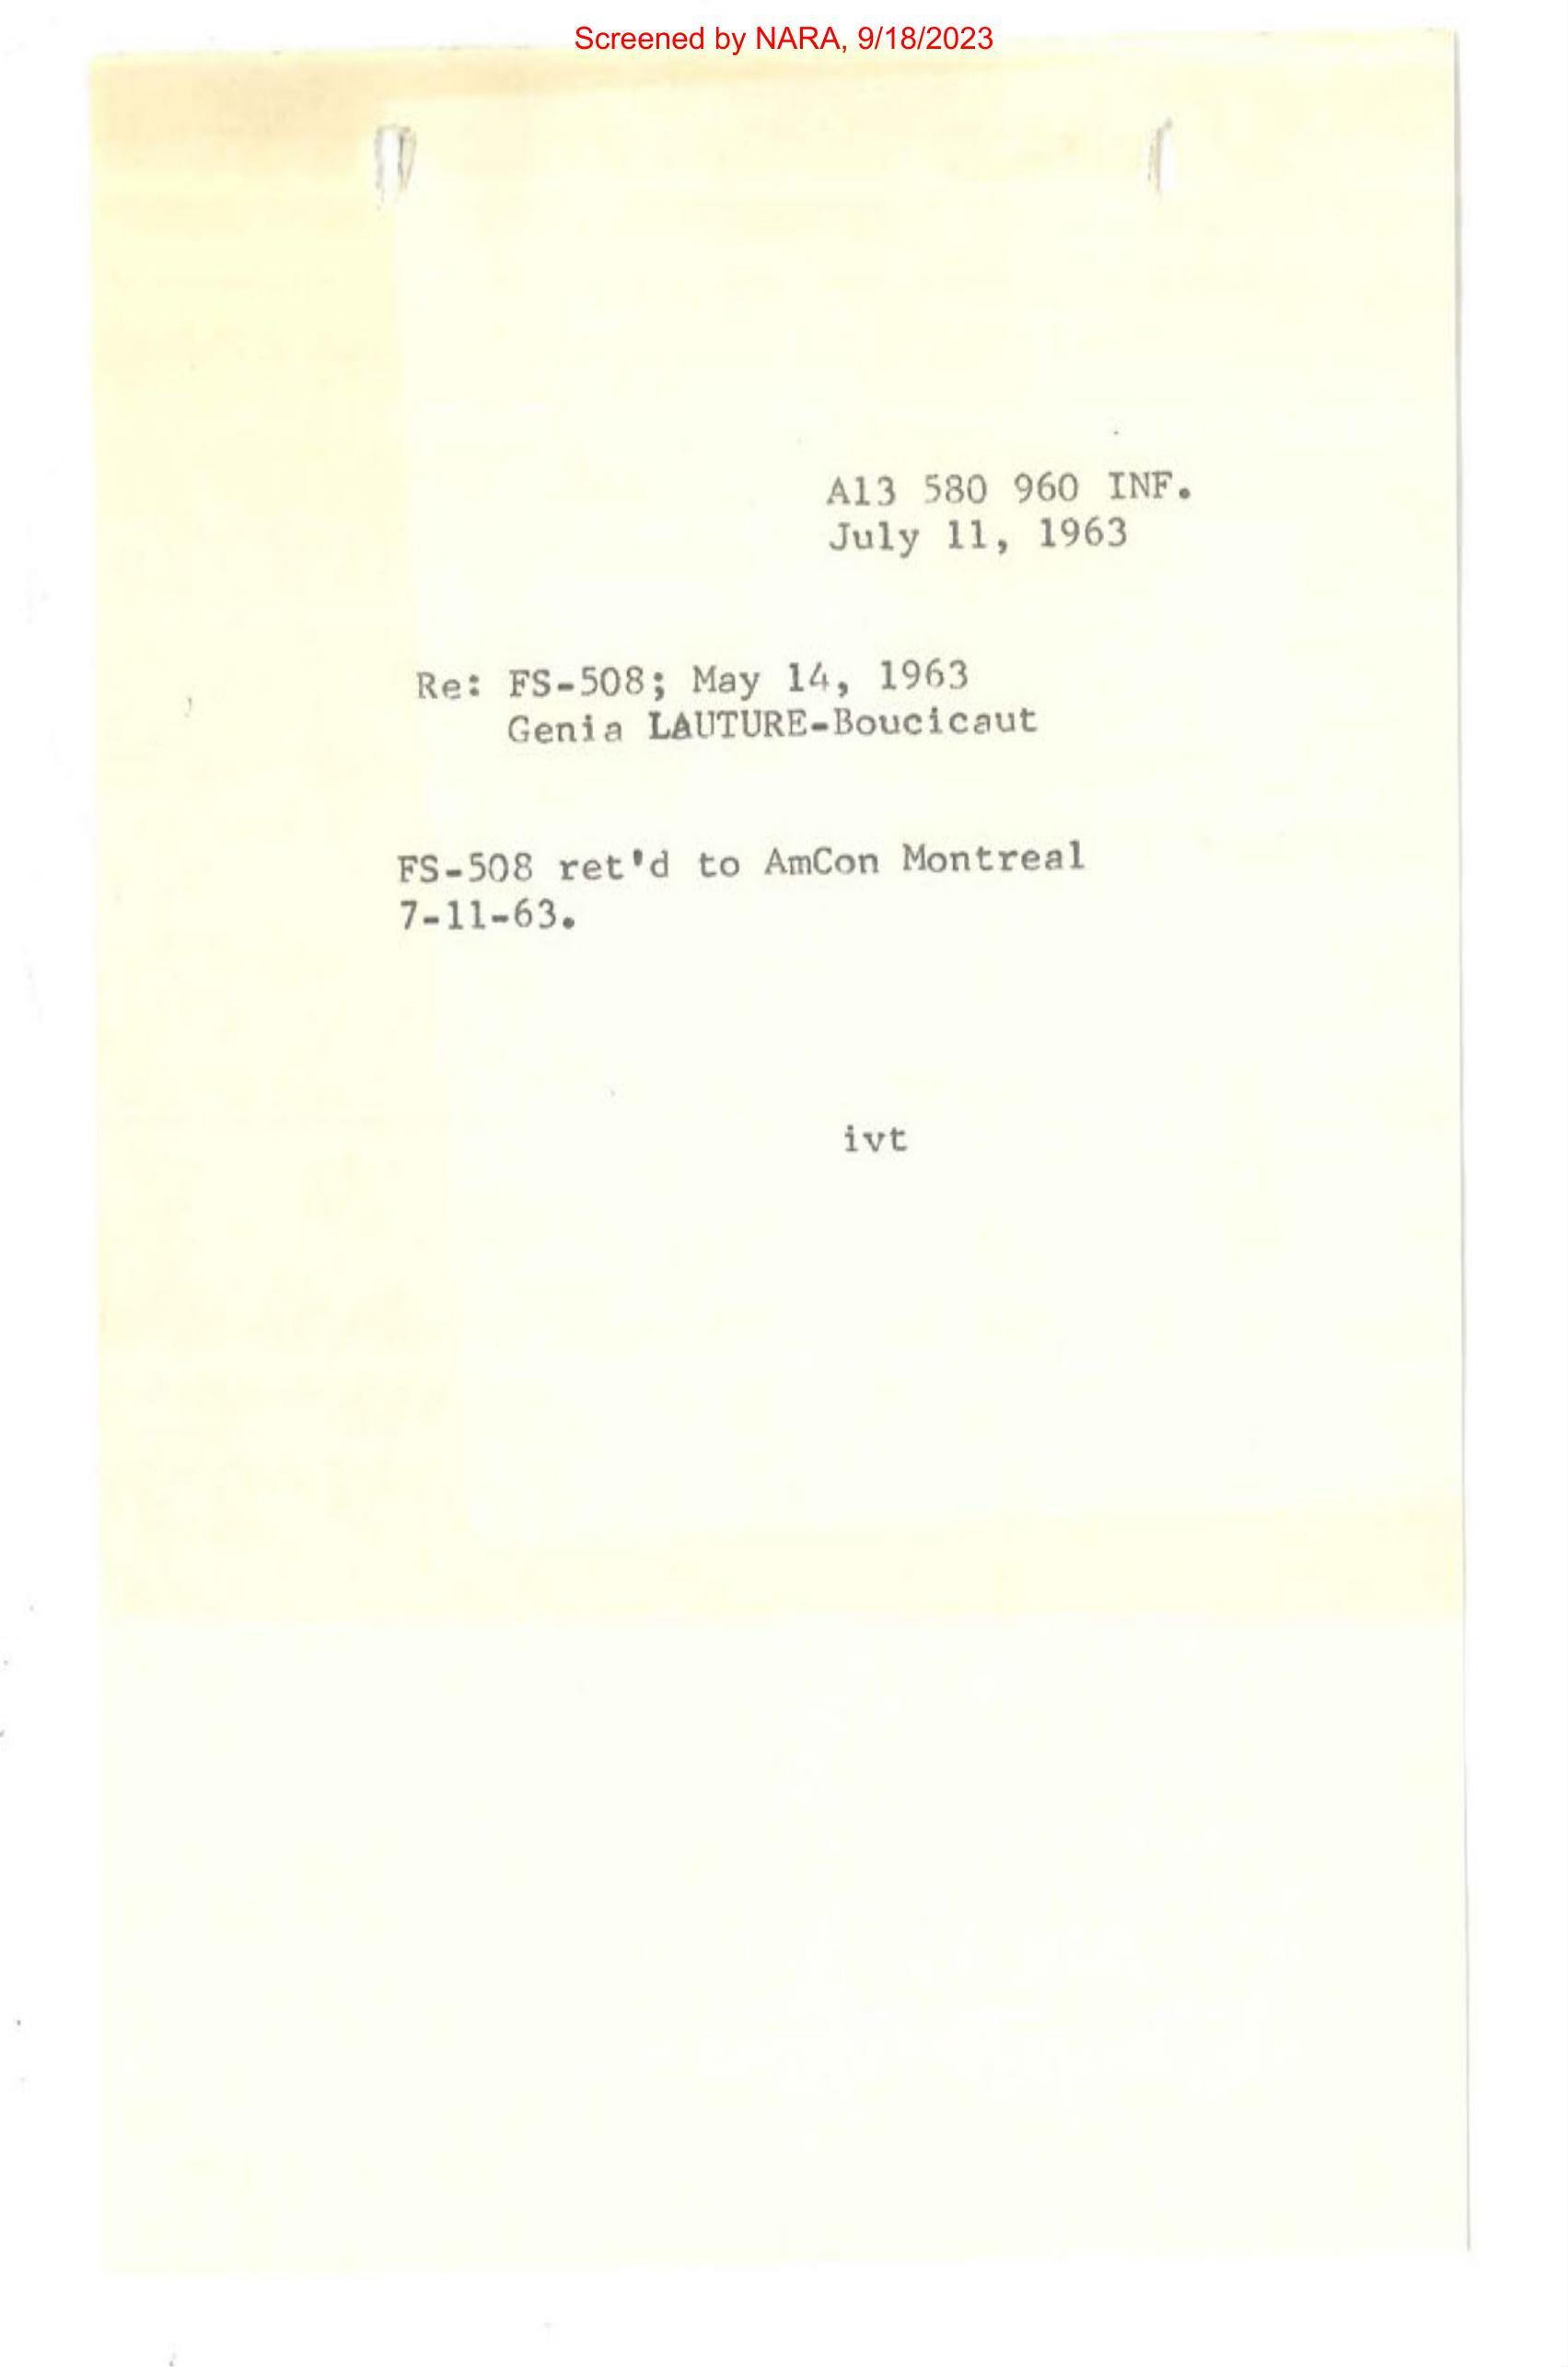 Screened by NARA, 9/18/2023
A13 580 960 INF.
July 11, 1963
Re: FS-508; May 14, 1963
Genia LAUTURE-Boucicaut
FS-508 ret'd to AmCon Montreal
7-11-63.
ivt